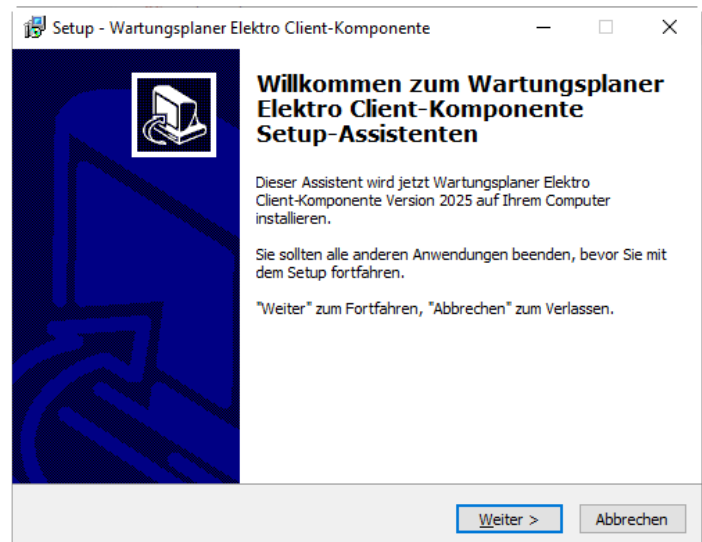 Setup - Wartungsplaner Elektro Client-Komponente
Willkommen zum Wartungsplaner
Elektro Client-Komponente
Setup-Assistenten
Dieser Assistent wird jetzt Wartungsplaner Elektro
Client-Komponente Version 2025 auf Ihrem Computer
installieren.
Sie sollten alle anderen Anwendungen beenden, bevor Sie mit
dem Setup fortfahren.
"Weiter" zum Fortfahren, "Abbrechen" zum Verlassen.
Weiter >
Abbrechen